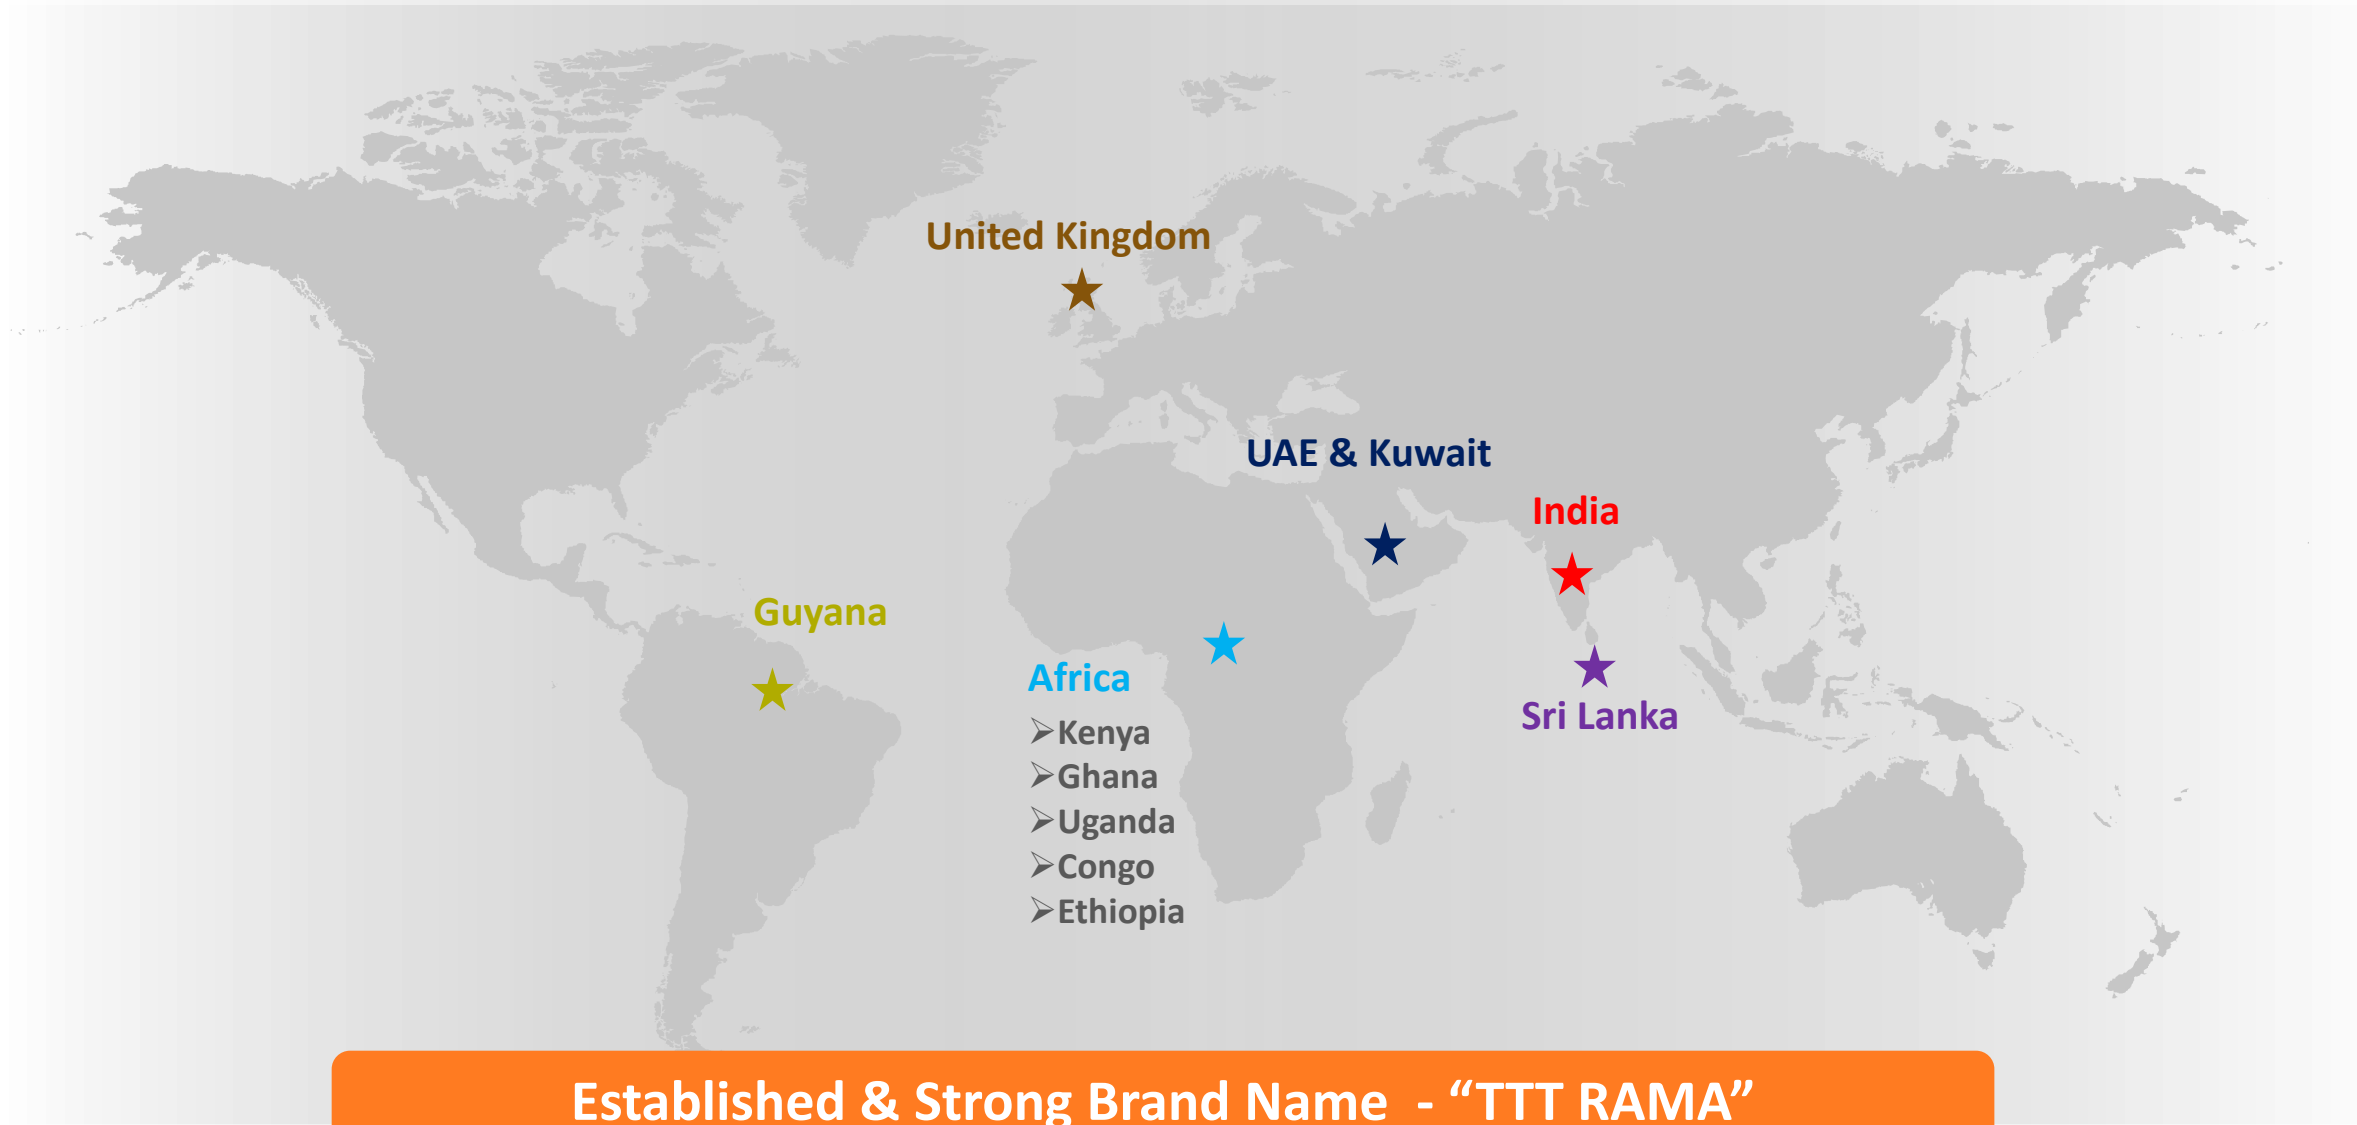 United Kingdom
UAE & Kuwait
India
Guyana
Africa
➢Kenya
➢Ghana
➢Uganda
➢Congo
➢Ethiopia
Sri Lanka
Established & Strong Brand Name - “TTT RAMA”